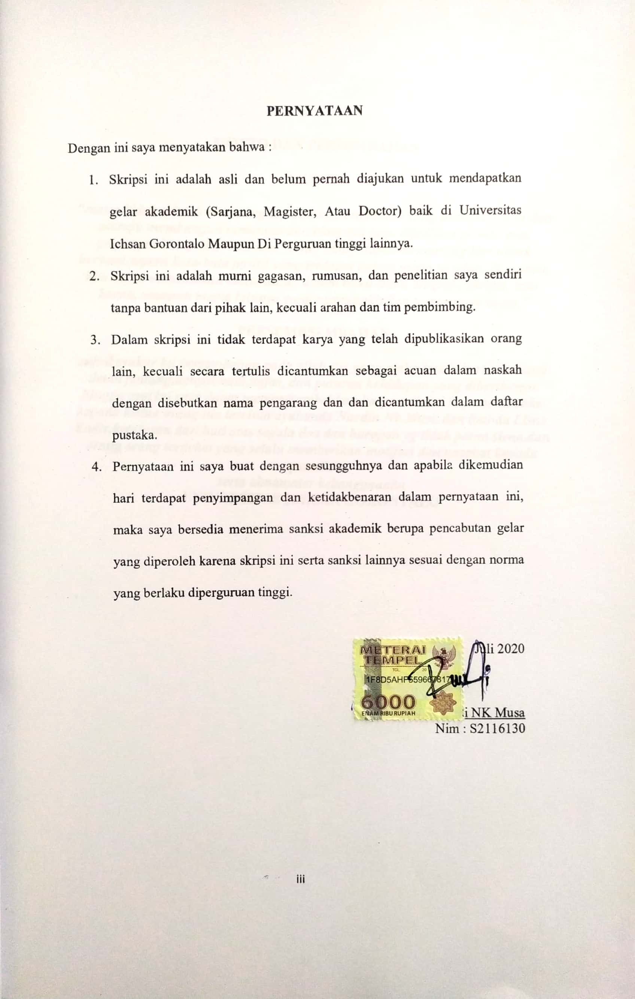 PERNYATAAN
Dengan ini saya menyatakan bahwa :
1. Skripsi ini adalah asli dan belum pernah diajukan untuk mendapatkan
gelar akademik (Sarjana, Magister, Atau Doctor) baik di Universitas
Ichsan Gorontalo Maupun Di Perguruan tinggi lainnya.
2. Skripsi ini adalah murni gagasan, rumusan, dan penelitian saya sendiri
tanpa bantuan dari pihak lain, kecuali arahan dan tim pembimbing.
3. Dalam skripsi ini tidak terdapat karya yang telah dipublikasikan orang
lain, kecuali secara tertulis dicantumkan sebagai acuan dalam naskah
dengan disebutkan nama pengarang dan dan dicantumkan dalam daftar
pustaka.
4. Pernyataan ini saya buat dengan sesungguhnya dan apabila dikemudian
hari terdapat penyimpangan dan ketidakbenaran dalam pernyataan ini,
maka saya bersedia menerima sanksi akademik berupa pencabutan gelar
yang diperoleh karena skripsi ini serta sanksi lainnya sesuai dengan norma
yang berlaku diperguruan tinggi.
2020
METERAI
TEMPEL
TGL. 20
6000
ENAM RIBU RUPIAH
i NK Musa
Nim : S2116130
iii